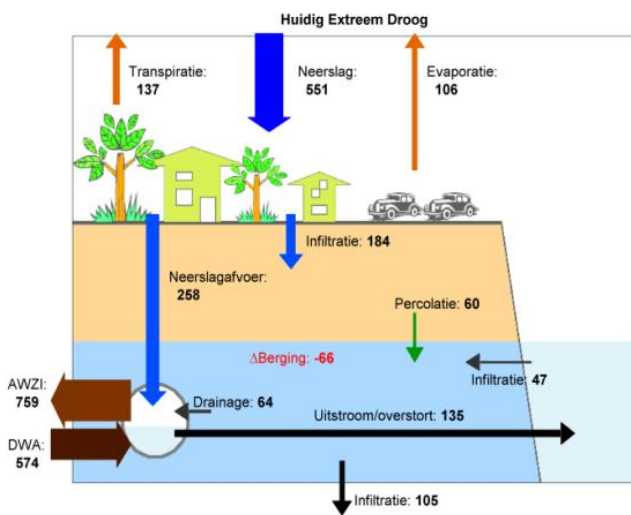 Huidig Extreem Droog
Transpiratie:
137
Neerslag:
551
Evaporatie:
106
Infiltratie: 184
Neerslagafvoer:
258
Percolatie: 60
ΔBerging: -66
Infiltratie: 47
AWZI:
759
Drainage: 64
Uitstroom/overstort: 135
DWA:
574
Infiltratie: 105